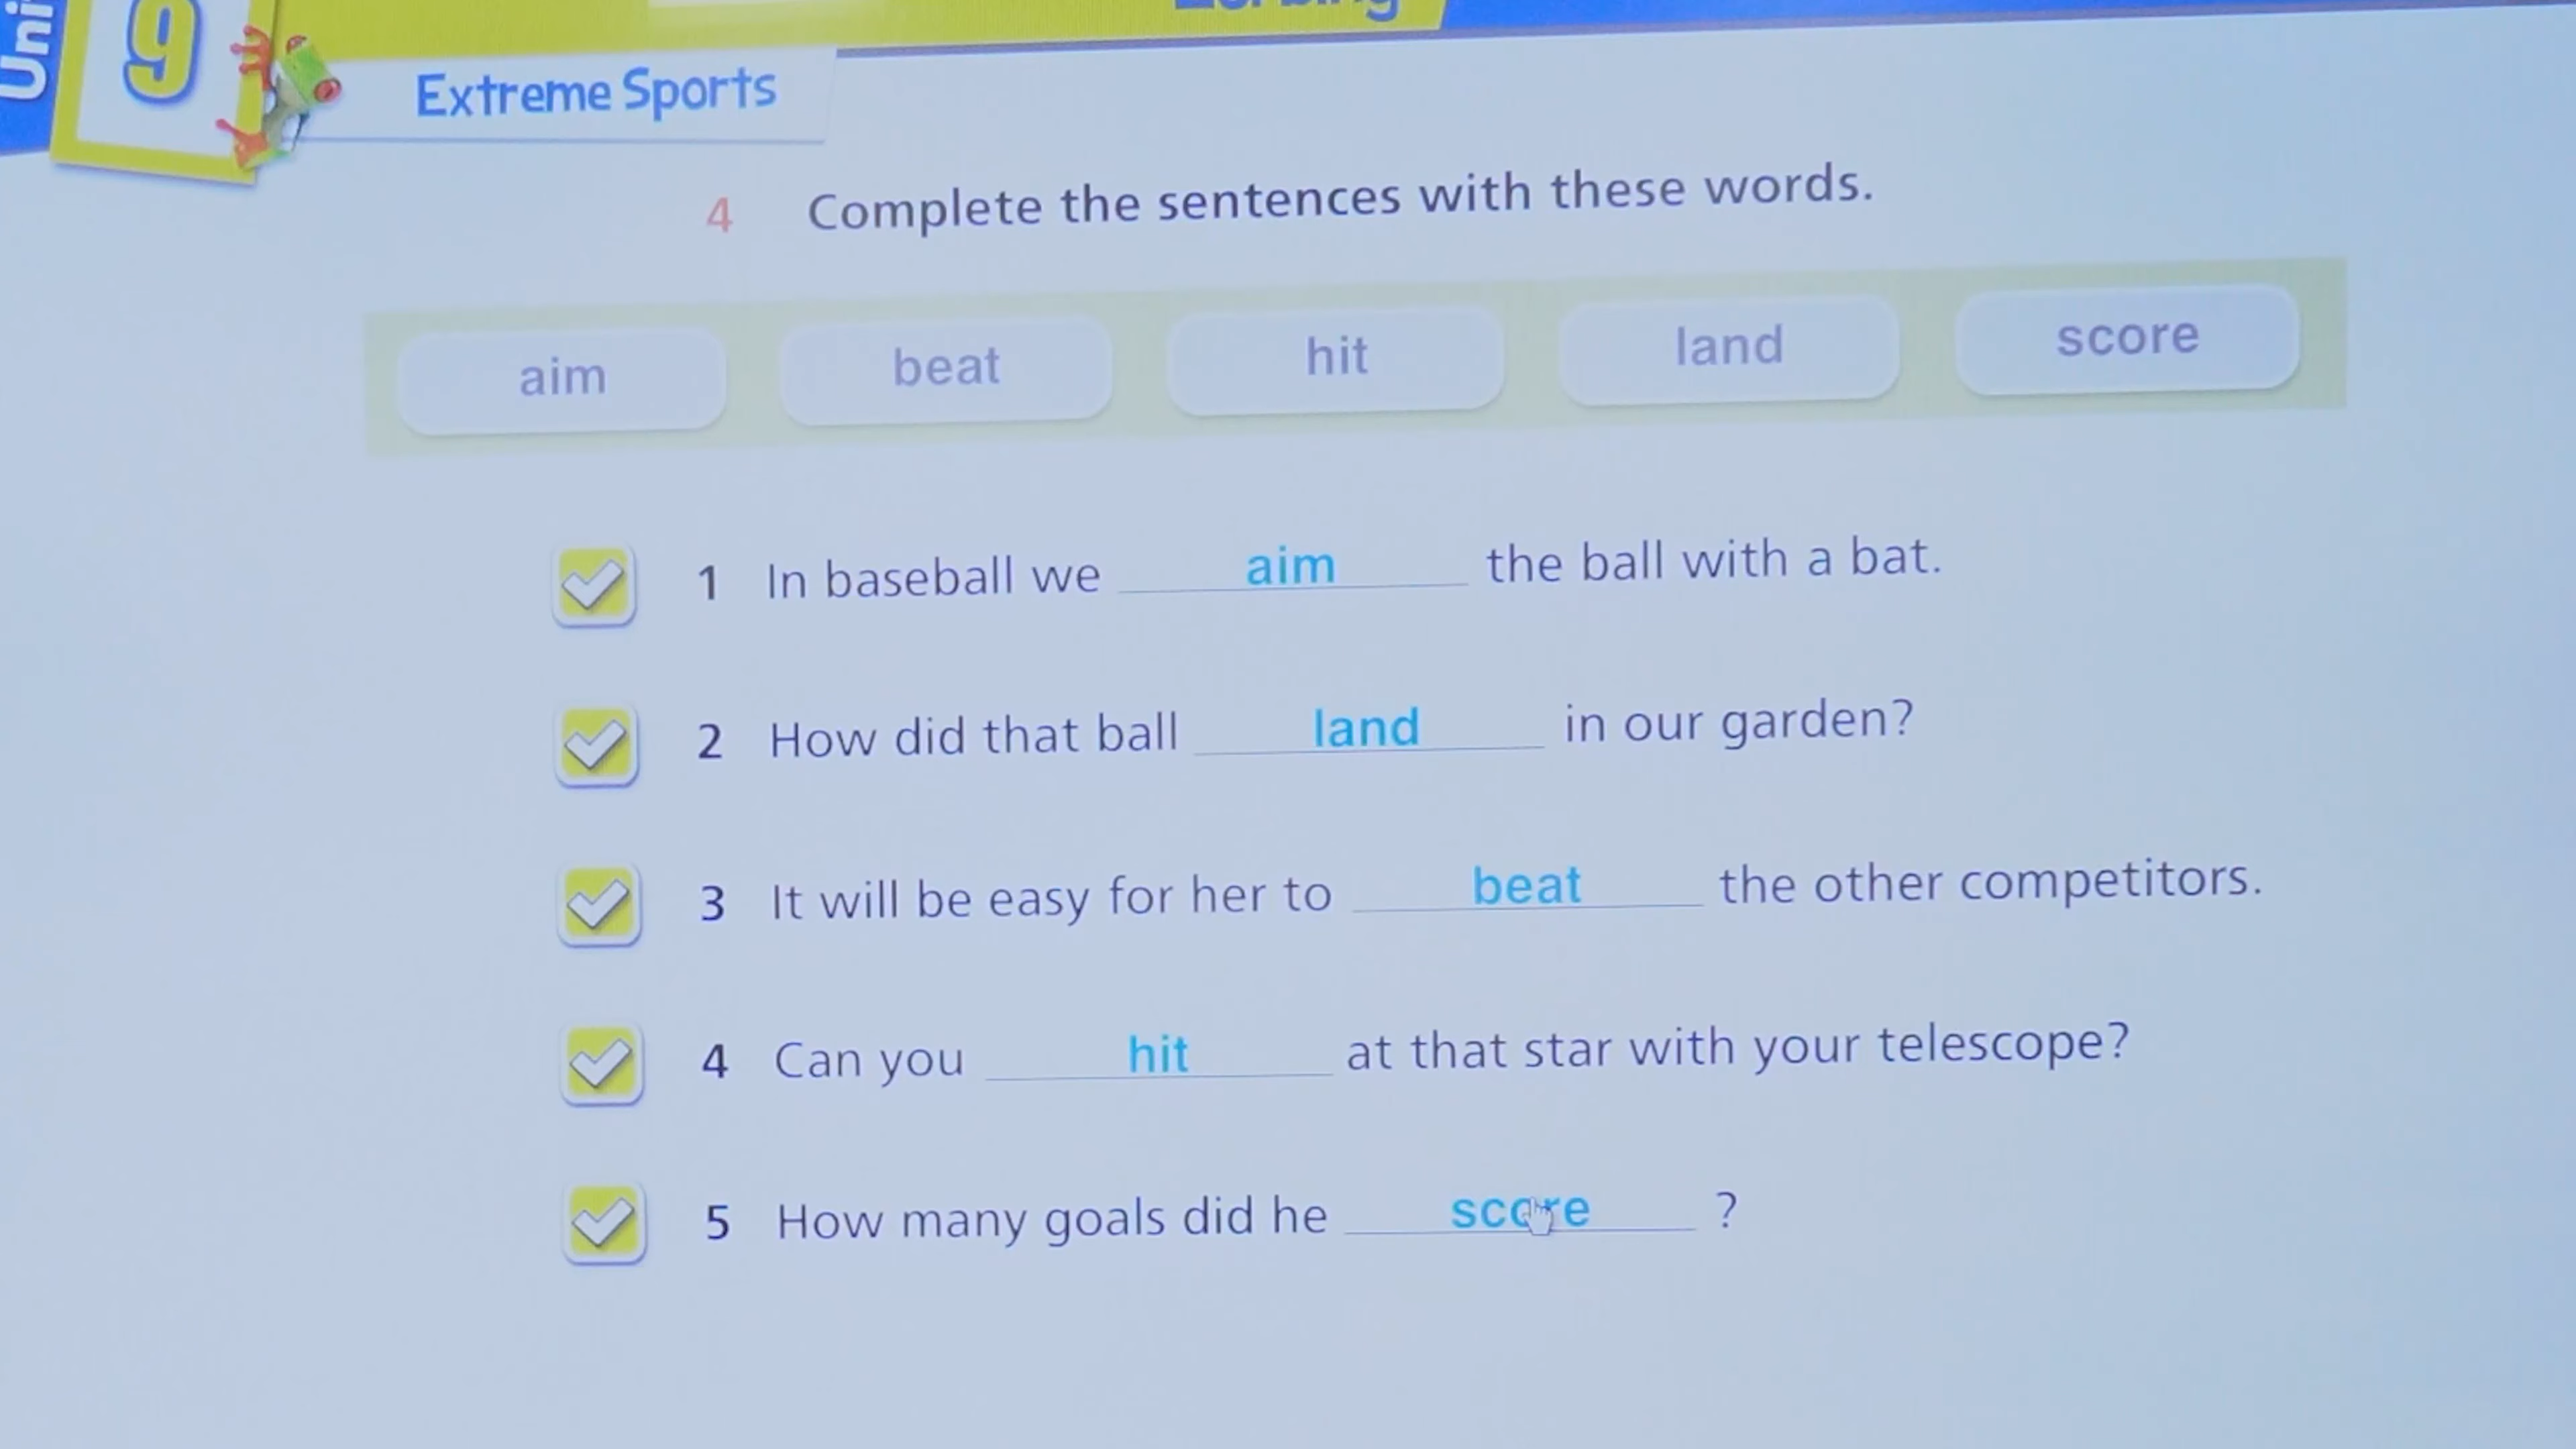 9
Extreme Sports
4 Complete the sentences with these words.
aim beat hit land score
1 In baseball we aim the ball with a bat.
2 How did that ball land in our garden?
3 It will be easy for her to beat the other competitors.
4 Can you hit at that star with your telescope?
5 How many goals did he score ?